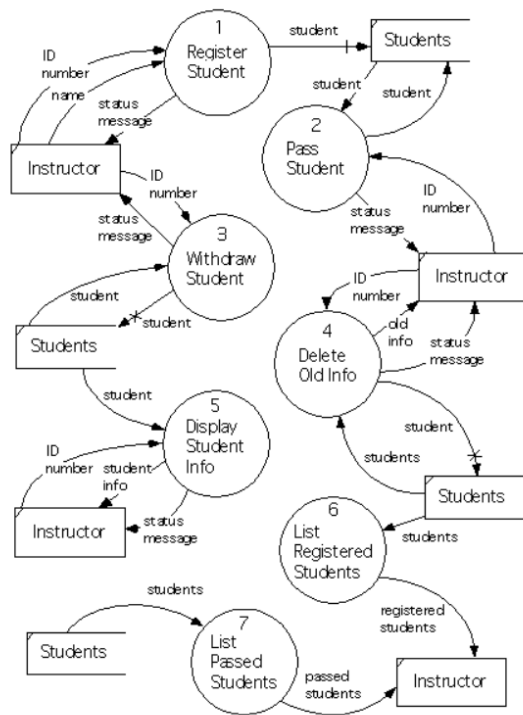 1
Register
Student
student
Students
ID
number
name
status
message
student
student
2
Pass
Student
Instructor
ID
number
status
message
ID
number
status
message
3
Withdraw
Student
Instructor
student
student
ID
number
old
info
status
message
4
Delete
Old Info
Students
student
student
students
5
Display
Student
Info
ID
number
student
info
status
message
Students
Instructor
6
List
Registered
Students
students
registered
students
students
7
List
Passed
Students
Students
passed
students
Instructor